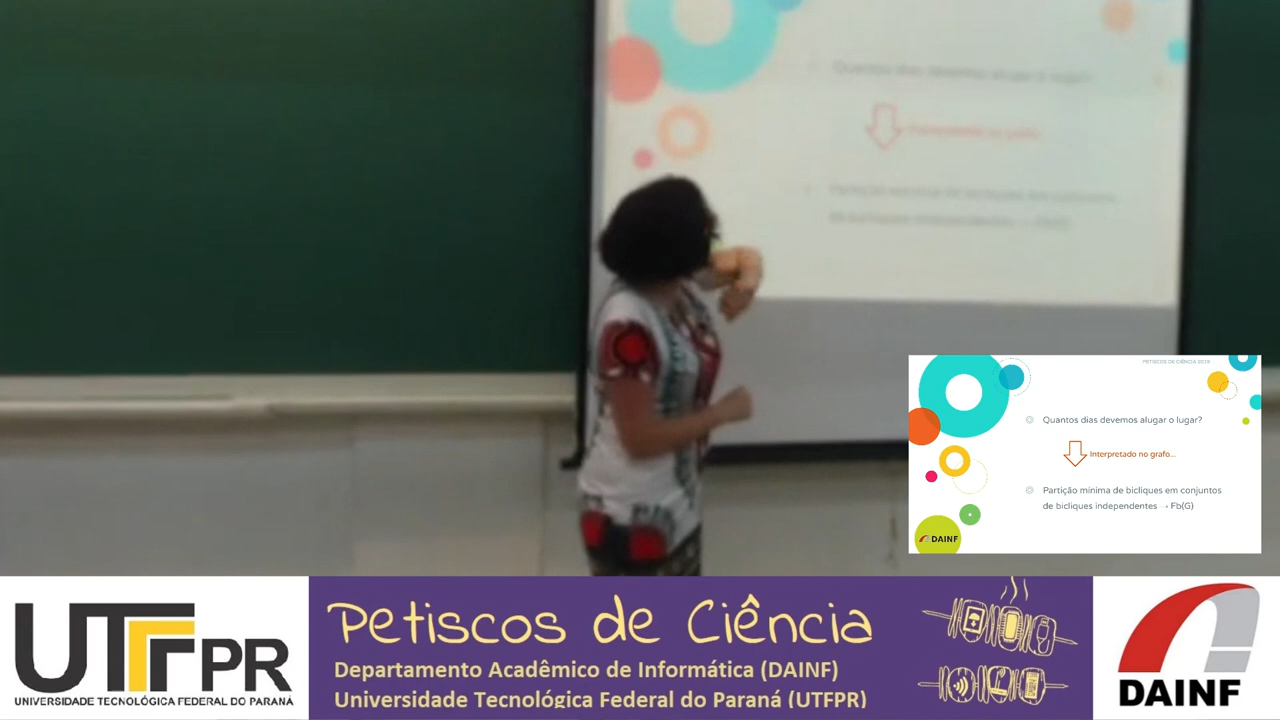 PETISCOS DE CIÊNCIA 2019
Quantos dias devemos alugar o lugar?
Interpretado no grafo...
Partição mínima de bicliques em conjuntos
de bicliques independentes → Fb(G)
DAINF
UTFPR
UNIVERSIDADE TECNOLÓGICA FEDERAL DO PARANÁ
Petiscos de Ciência
Departamento Acadêmico de Informática (DAINF)
Universidade Tecnológica Federal do Paraná (UTFPR)
DAINF